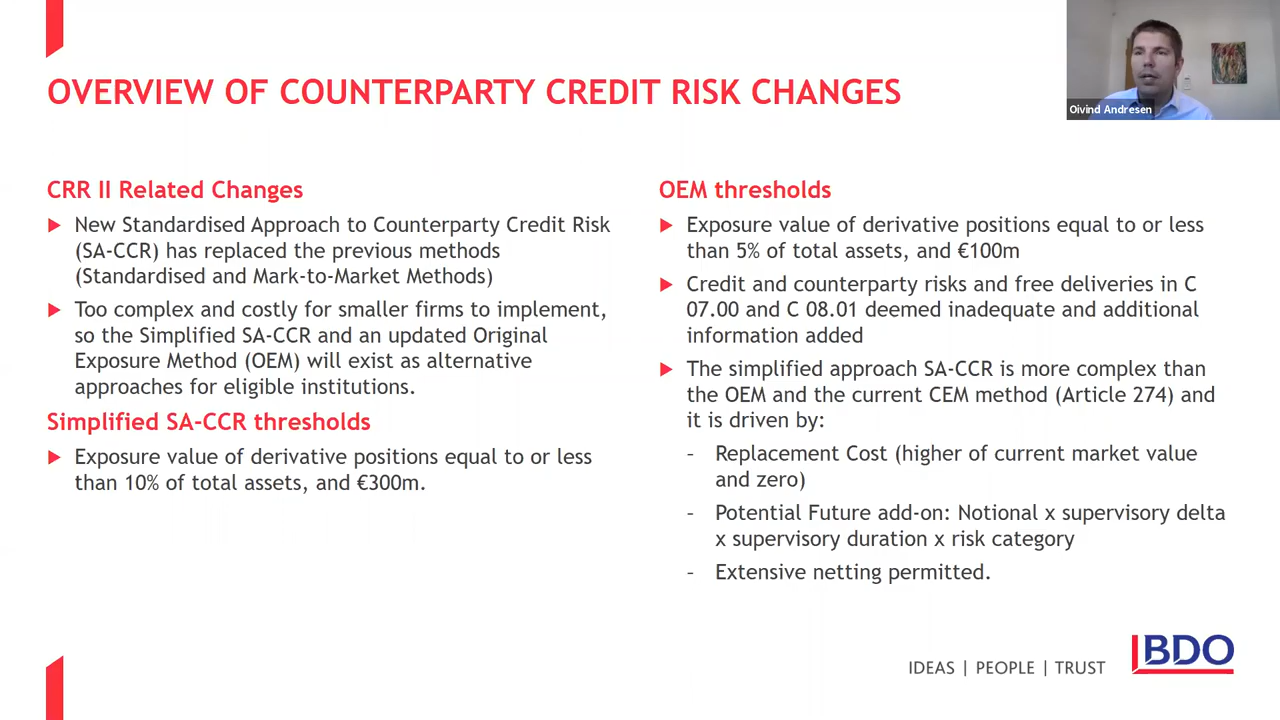 OVERVIEW OF COUNTERPARTY CREDIT RISK CHANGES
Oivind Andresen
CRR II Related Changes
New Standardised Approach to Counterparty Credit Risk
(SA-CCR) has replaced the previous methods
(Standardised and Mark-to-Market Methods)
Too complex and costly for smaller firms to implement,
so the Simplified SA-CCR and an updated Original
Exposure Method (OEM) will exist as alternative
approaches for eligible institutions.
Simplified SA-CCR thresholds
Exposure value of derivative positions equal to or less
than 10% of total assets, and €300m.
OEM thresholds
Exposure value of derivative positions equal to or less
than 5% of total assets, and €100m
Credit and counterparty risks and free deliveries in C
07.00 and C 08.01 deemed inadequate and additional
information added
The simplified approach SA-CCR is more complex than
the OEM and the current CEM method (Article 274) and
it is driven by:
- Replacement Cost (higher of current market value
and zero)
- Potential Future add-on: Notional x supervisory delta
x supervisory duration x risk category
- Extensive netting permitted.
IDEAS | PEOPLE | TRUST
BDO